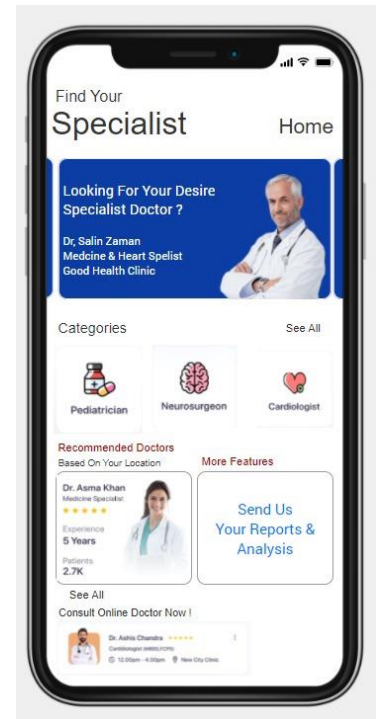 Find Your
Specialist
Home
Looking For Your Desire
Specialist Doctor ?
Dr, Salin Zaman
Medcine & Heart Spelist
Good Health Clinic
Categories
See All
Pediatrician
Neurosurgeon
Cardiologist
Recommended Doctors
Based On Your Location
More Features
Dr. Asma Khan
Medicine Specialist
Experience
5 Years
Patients
2.7K
Send Us
Your Reports &
Analysis
See All
Consult Online Doctor Now !
Dr. Ashis Chandra
Cardiologist (MBBS,FCPS)
12.00pm - 4.00pm
New City Clinic